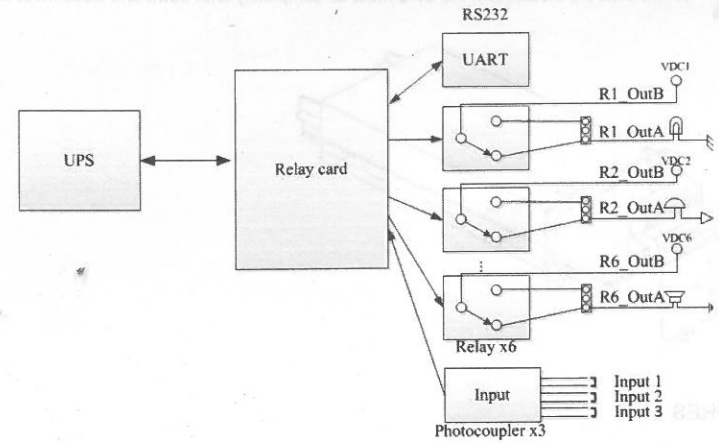 RS232
UART
VDC1
R1_OutB
R1_OutA
UPS
Relay card
R2_OutB
VDC2
R2_OutA
VDC6
R6_OutB
R6_OutA
Relay x6
Input
Input 1
Input 2
Input 3
Photocoupler x3